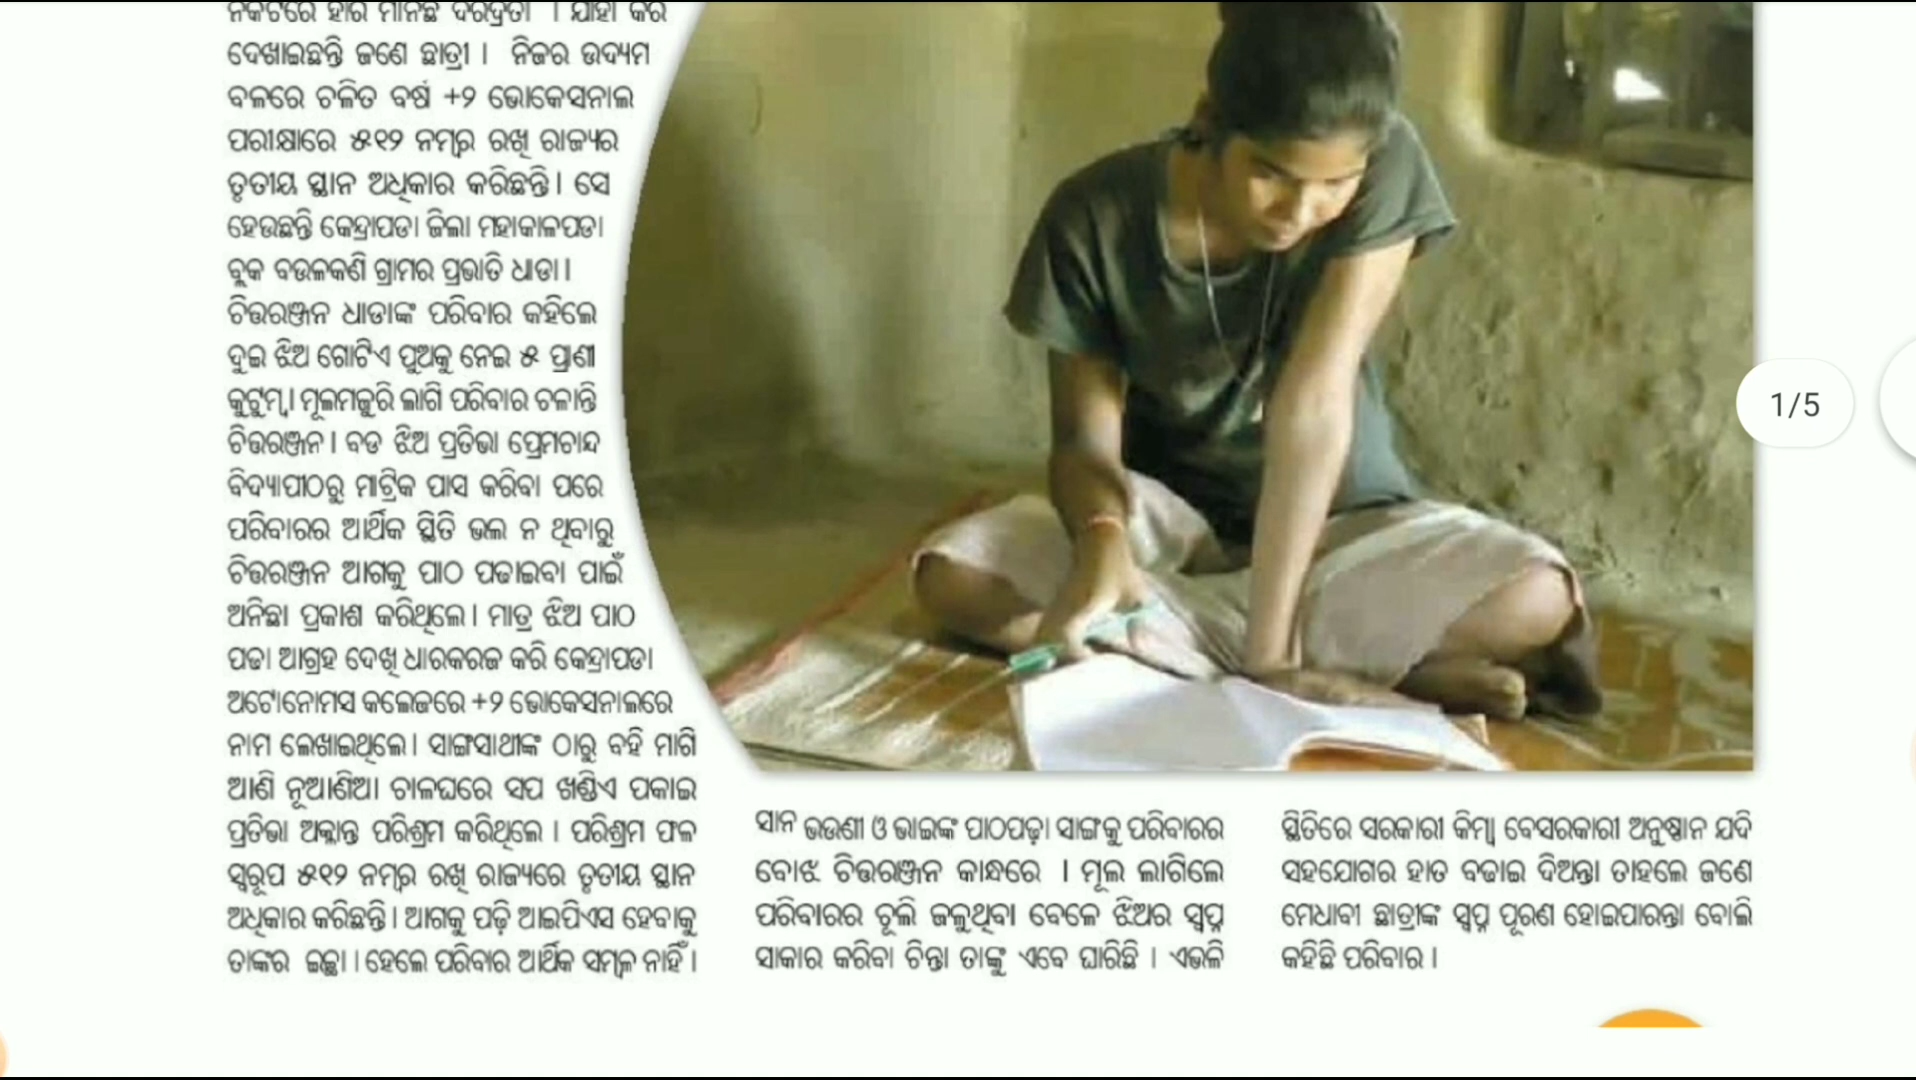 ନିକଟରେ ହାର ମାନିଛି ଦରିଦ୍ରତା । ଯାହା କରି
ଦେଖାଇଛନ୍ତି ଜଣେ ଛାତ୍ରୀ । ନିଜର ଉଦ୍ୟମ
ବଳରେ ଚଳିତ ବର୍ଷ +୨ ଭୋକେସନାଲ
ପରୀକ୍ଷାରେ ୫୧୨ ନମ୍ବର ରଖି ରାଜ୍ୟର
ତୃତୀୟ ସ୍ଥାନ ଅଧିକାର କରିଛନ୍ତି । ସେ
ହେଉଛନ୍ତି କେନ୍ଦ୍ରାପଡା ଜିଲା ମହାକାଳପଡା
ବ୍ଲକ ବଉଳକଣି ଗ୍ରାମର ପ୍ରଭାତି ଧାଡା ।
ଚିତ୍ତରଞ୍ଜନ ଧାଡାଙ୍କ ପରିବାର କହିଲେ
ଦୁଇ ଝିଅ ଗୋଟିଏ ପୁଅକୁ ନେଇ ୫ ପ୍ରାଣୀ
କୁଟୁମ୍ବ । ମୂଲମଜୁରି ଲାଗି ପରିବାର ଚଳାନ୍ତି
ଚିତ୍ତରଞ୍ଜନ । ବଡ ଝିଅ ପ୍ରତିଭା ପ୍ରେମଚାନ୍ଦ
ବିଦ୍ୟାପୀଠରୁ ମାଟ୍ରିକ ପାସ କରିବା ପରେ
ପରିବାରର ଆର୍ଥିକ ସ୍ଥିତି ଭଲ ନ ଥିବାରୁ
ଚିତ୍ତରଞ୍ଜନ ଆଗକୁ ପାଠ ପଢାଇବା ପାଇଁ
ଅନିଛା ପ୍ରକାଶ କରିଥିଲେ । ମାତ୍ର ଝିଅ ପାଠ
ପଢା ଆଗ୍ରହ ଦେଖି ଧାରକରଜ କରି କେନ୍ଦ୍ରାପଡା
ଅଟୋନୋମସ କଲେଜରେ +୨ ଭୋକେସନାଲରେ
ନାମ ଲେଖାଇଥିଲେ । ସାଙ୍ଗସାଥୀଙ୍କ ଠାରୁ ବହି ମାଗି
ଆଣି ନୂଆଣିଆ ଚାଳଘରେ ସପ ଖଣ୍ଡିଏ ପକାଇ
ପ୍ରତିଭା ଅକ୍ଳାନ୍ତ ପରିଶ୍ରମ କରିଥିଲେ । ପରିଶ୍ରମ ଫଳ
ସ୍ୱରୂପ ୫୧୨ ନମ୍ବର ରଖି ରାଜ୍ୟରେ ତୃତୀୟ ସ୍ଥାନ
ଅଧିକାର କରିଛନ୍ତି । ଆଗକୁ ପଢ଼ି ଆଇପିଏସ ହେବାକୁ
ତାଙ୍କର ଇଚ୍ଛା । ହେଲେ ପରିବାର ଆର୍ଥିକ ସମ୍ବଳ ନାହିଁ ।
ସାନ ଭଉଣୀ ଓ ଭାଇଙ୍କ ପାଠପଢ଼ା ସାଙ୍ଗକୁ ପରିବାରର
ବୋଝ ଚିତ୍ତରଞ୍ଜନ କାନ୍ଧରେ । ମୂଲ ଲାଗିଲେ
ପରିବାରର ଚୂଲି ଜଳୁଥିବା ବେଳେ ଝିଅର ସ୍ୱପ୍ନ
ସାକାର କରିବା ଚିନ୍ତା ତାଙ୍କୁ ଏବେ ଘାରିଛି । ଏଭଳି
ସ୍ଥିତିରେ ସରକାରୀ କିମ୍ବା ବେସରକାରୀ ଅନୁଷ୍ଠାନ ଯଦି
ସହଯୋଗର ହାତ ବଢାଇ ଦିଅନ୍ତା ତାହଲେ ଜଣେ
ମେଧାବୀ ଛାତ୍ରୀଙ୍କ ସ୍ୱପ୍ନ ପୂରଣ ହୋଇପାରନ୍ତା ବୋଲି
କହିଛି ପରିବାର ।
1/5